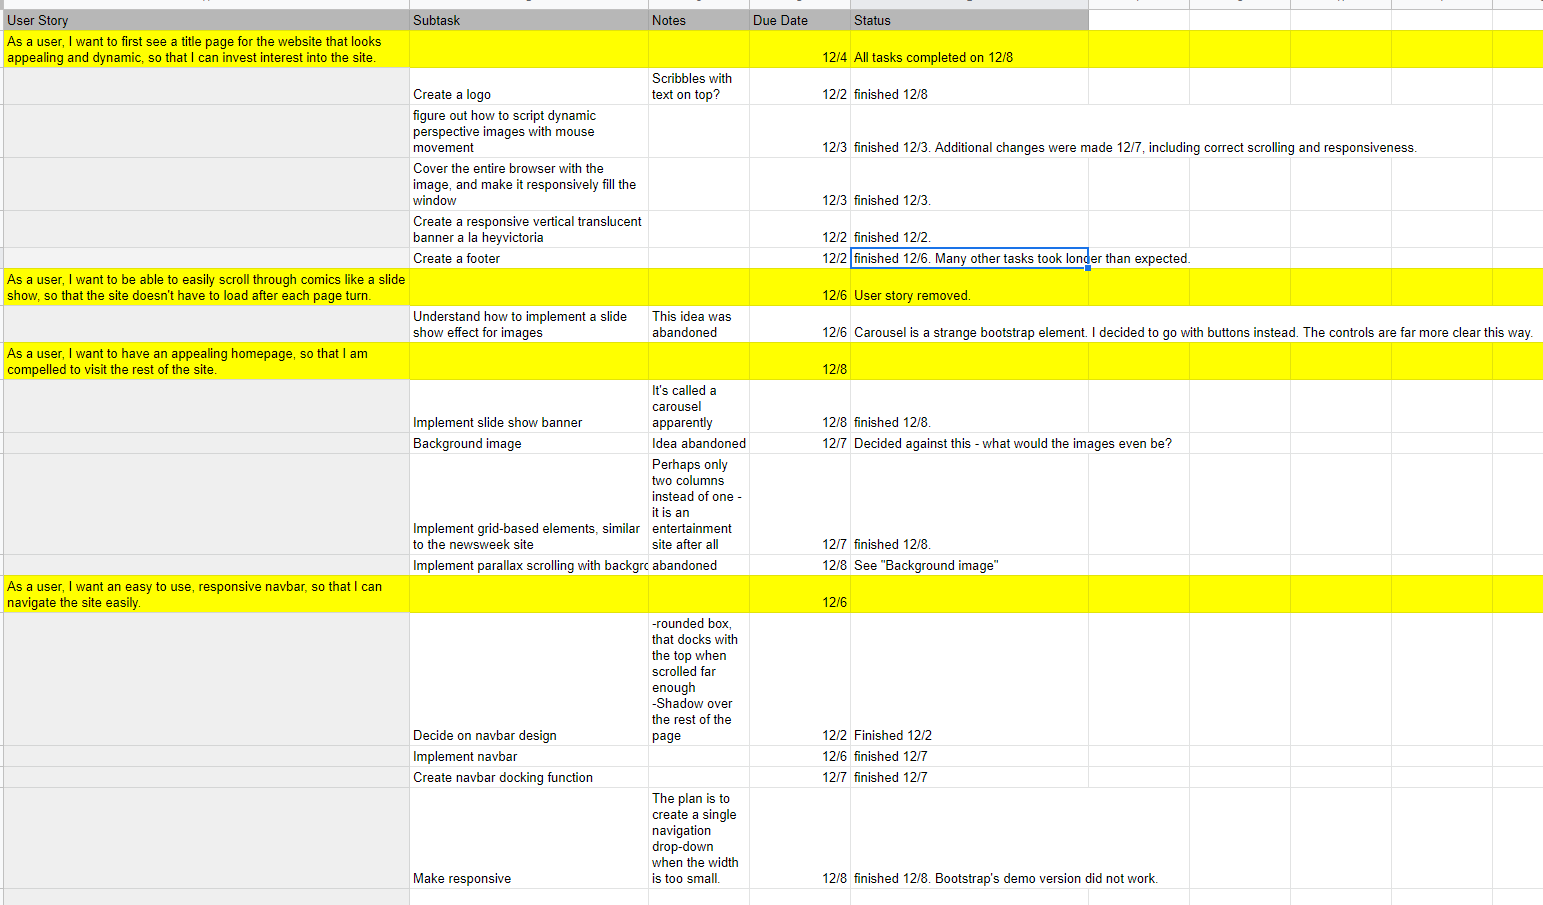 User Story Subtask Notes Due Date Status
As a user, I want to first see a title page for the website that looks
appealing and dynamic, so that I can invest interest into the site. 12/4 All tasks completed on 12/8
Scribbles with
Create a logo text on top? 12/2 finished 12/8
figure out how to script dynamic
perspective images with mouse
movement 12/3 finished 12/3. Additional changes were made 12/7, including correct scrolling and responsiveness.
Cover the entire browser with the
image, and make it responsively fill the
window 12/3 finished 12/3.
Create a responsive vertical translucent
banner a la heyvictoria 12/2 finished 12/2.
Create a footer 12/2 finished 12/6. Many other tasks took longer than expected.
As a user, I want to be able to easily scroll through comics like a slide
show, so that the site doesn't have to load after each page turn. 12/6 User story removed.
Understand how to implement a slide This idea was
show effect for images abandoned 12/6 Carousel is a strange bootstrap element. I decided to go with buttons instead. The controls are far more clear this way.
As a user, I want to have an appealing homepage, so that I am
compelled to visit the rest of the site. 12/8
It's called a
carousel
Implement slide show banner apparently 12/8 finished 12/8.
Background image Idea abandoned 12/7 Decided against this - what would the images even be?
Perhaps only
two columns
instead of one -
it is an
Implement grid-based elements, similar entertainment
to the newsweek site site after all 12/7 finished 12/8.
Implement parallax scrolling with backgrc abandoned 12/8 See "Background image"
As a user, I want an easy to use, responsive navbar, so that I can
navigate the site easily. 12/6
-rounded box,
that docks with
the top when
scrolled far
enough
-Shadow over
the rest of the
Decide on navbar design page 12/2 Finished 12/2
Implement navbar 12/6 finished 12/7
Create navbar docking function 12/7 finished 12/7
The plan is to
create a single
navigation
drop-down
when the width
Make responsive is too small. 12/8 finished 12/8. Bootstrap's demo version did not work.